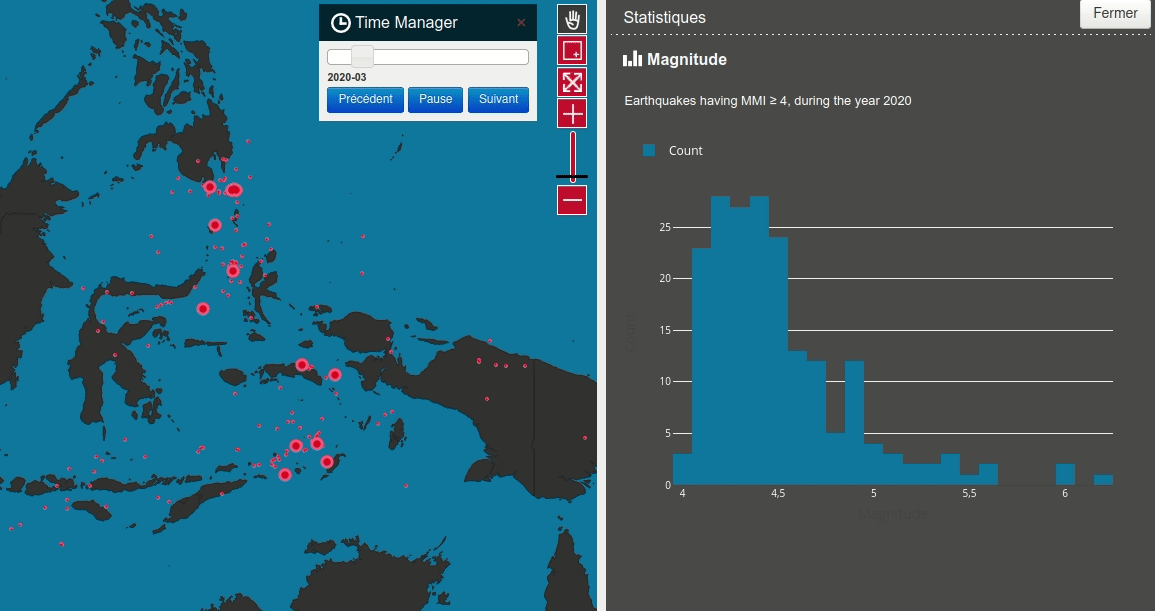 Time Manager
×
2020-03
Précédent
Pause
Suivant
Statistiques
Fermer
Magnitude
Earthquakes having MMI ≥ 4, during the year 2020
Count
25
20
15
10
5
0
Count
4
4,5
5
5,5
6
Magnitude